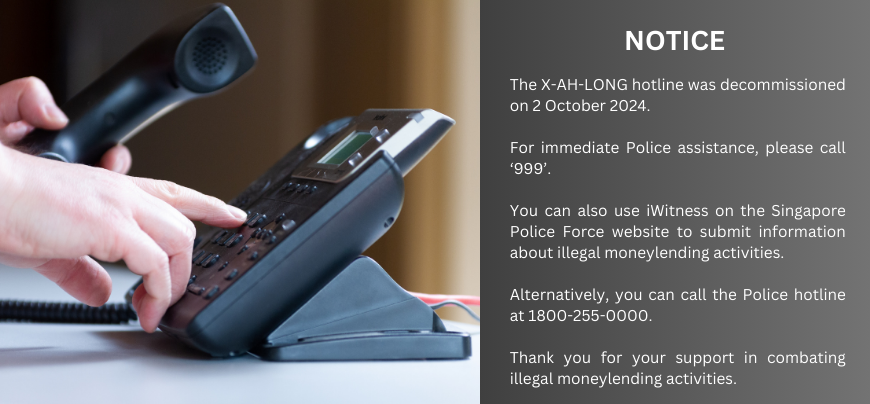 NOTICE
The X-AH-LONG hotline was decommissioned
on 2 October 2024.
For immediate Police assistance, please call
‘999’.
You can also use iWitness on the Singapore
Police Force website to submit information
about illegal moneylending activities.
Alternatively, you can call the Police hotline
at 1800-255-0000.
Thank you for your support in combating
illegal moneylending activities.